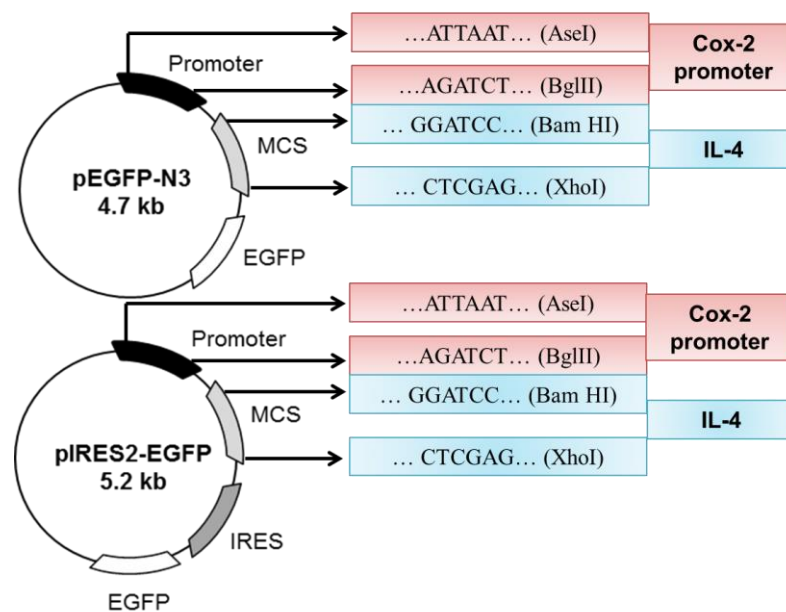 ...ATTAAT... (AseI)
Cox-2
promoter
Promoter
...AGATCT... (BglII)
... GGATCC... (Bam HI)
MCS
IL-4
pEGFP-N3
4.7 kb
... CTCGAG... (XhoI)
EGFP
...ATTAAT... (AseI)
Cox-2
promoter
Promoter
...AGATCT... (BglII)
... GGATCC... (Bam HI)
MCS
IL-4
pIRES2-EGFP
5.2 kb
... CTCGAG... (XhoI)
IRES
EGFP